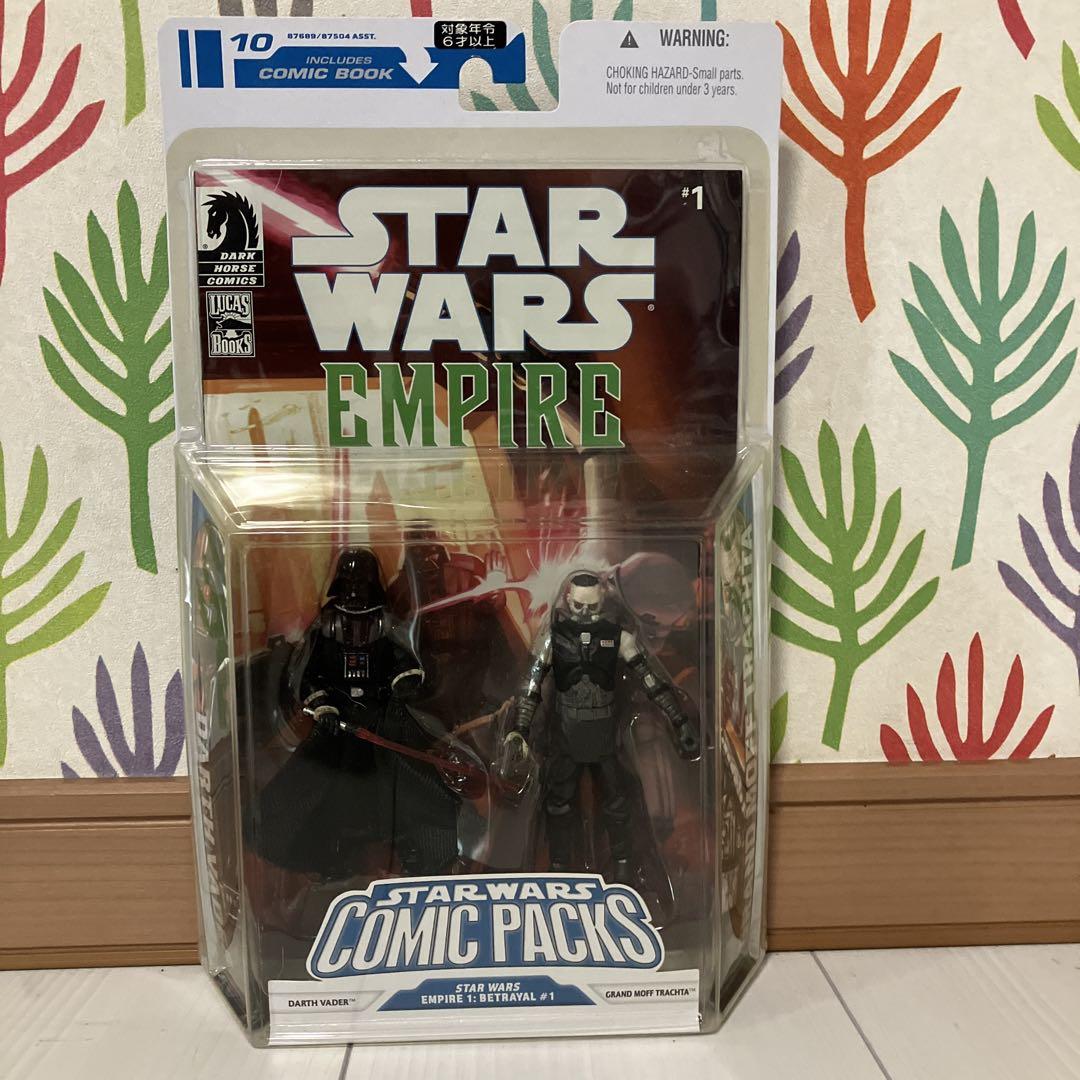 10
87689/87504 ASST.
INCLUDES
COMIC BOOK
対象年令
6才以上
WARNING:
CHOKING HAZARD-Small parts.
Not for children under 3 years.
DARK
HORSE
COMICS
LUCAS
BOOKS
#1
STAR
WARS®
EMPIRE
DARTH VADER
GRAND MOFF TRACHTA
STAR WARS
COMIC PACKS
STAR WARS
EMPIRE 1: BETRAYAL #1
DARTH VADER™
GRAND MOFF TRACHTA™